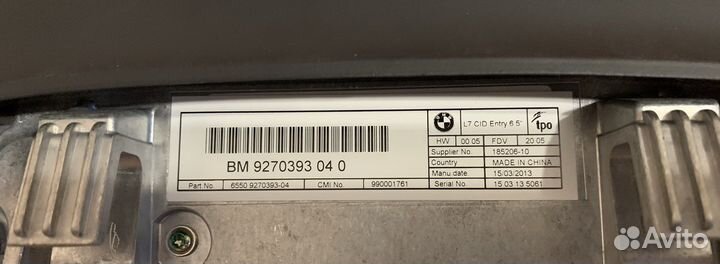 L7 CID Entry 6.5"
tpo
HW 00 05 FDV 20 05
Supplier No. 185206-10
Country MADE IN CHINA
Manu date 15/03/2013
Serial No. 15 03 13 5061
BM 9270393 04 0
Part No. 6550 9270393-04 CMI No. 990001761
Avito